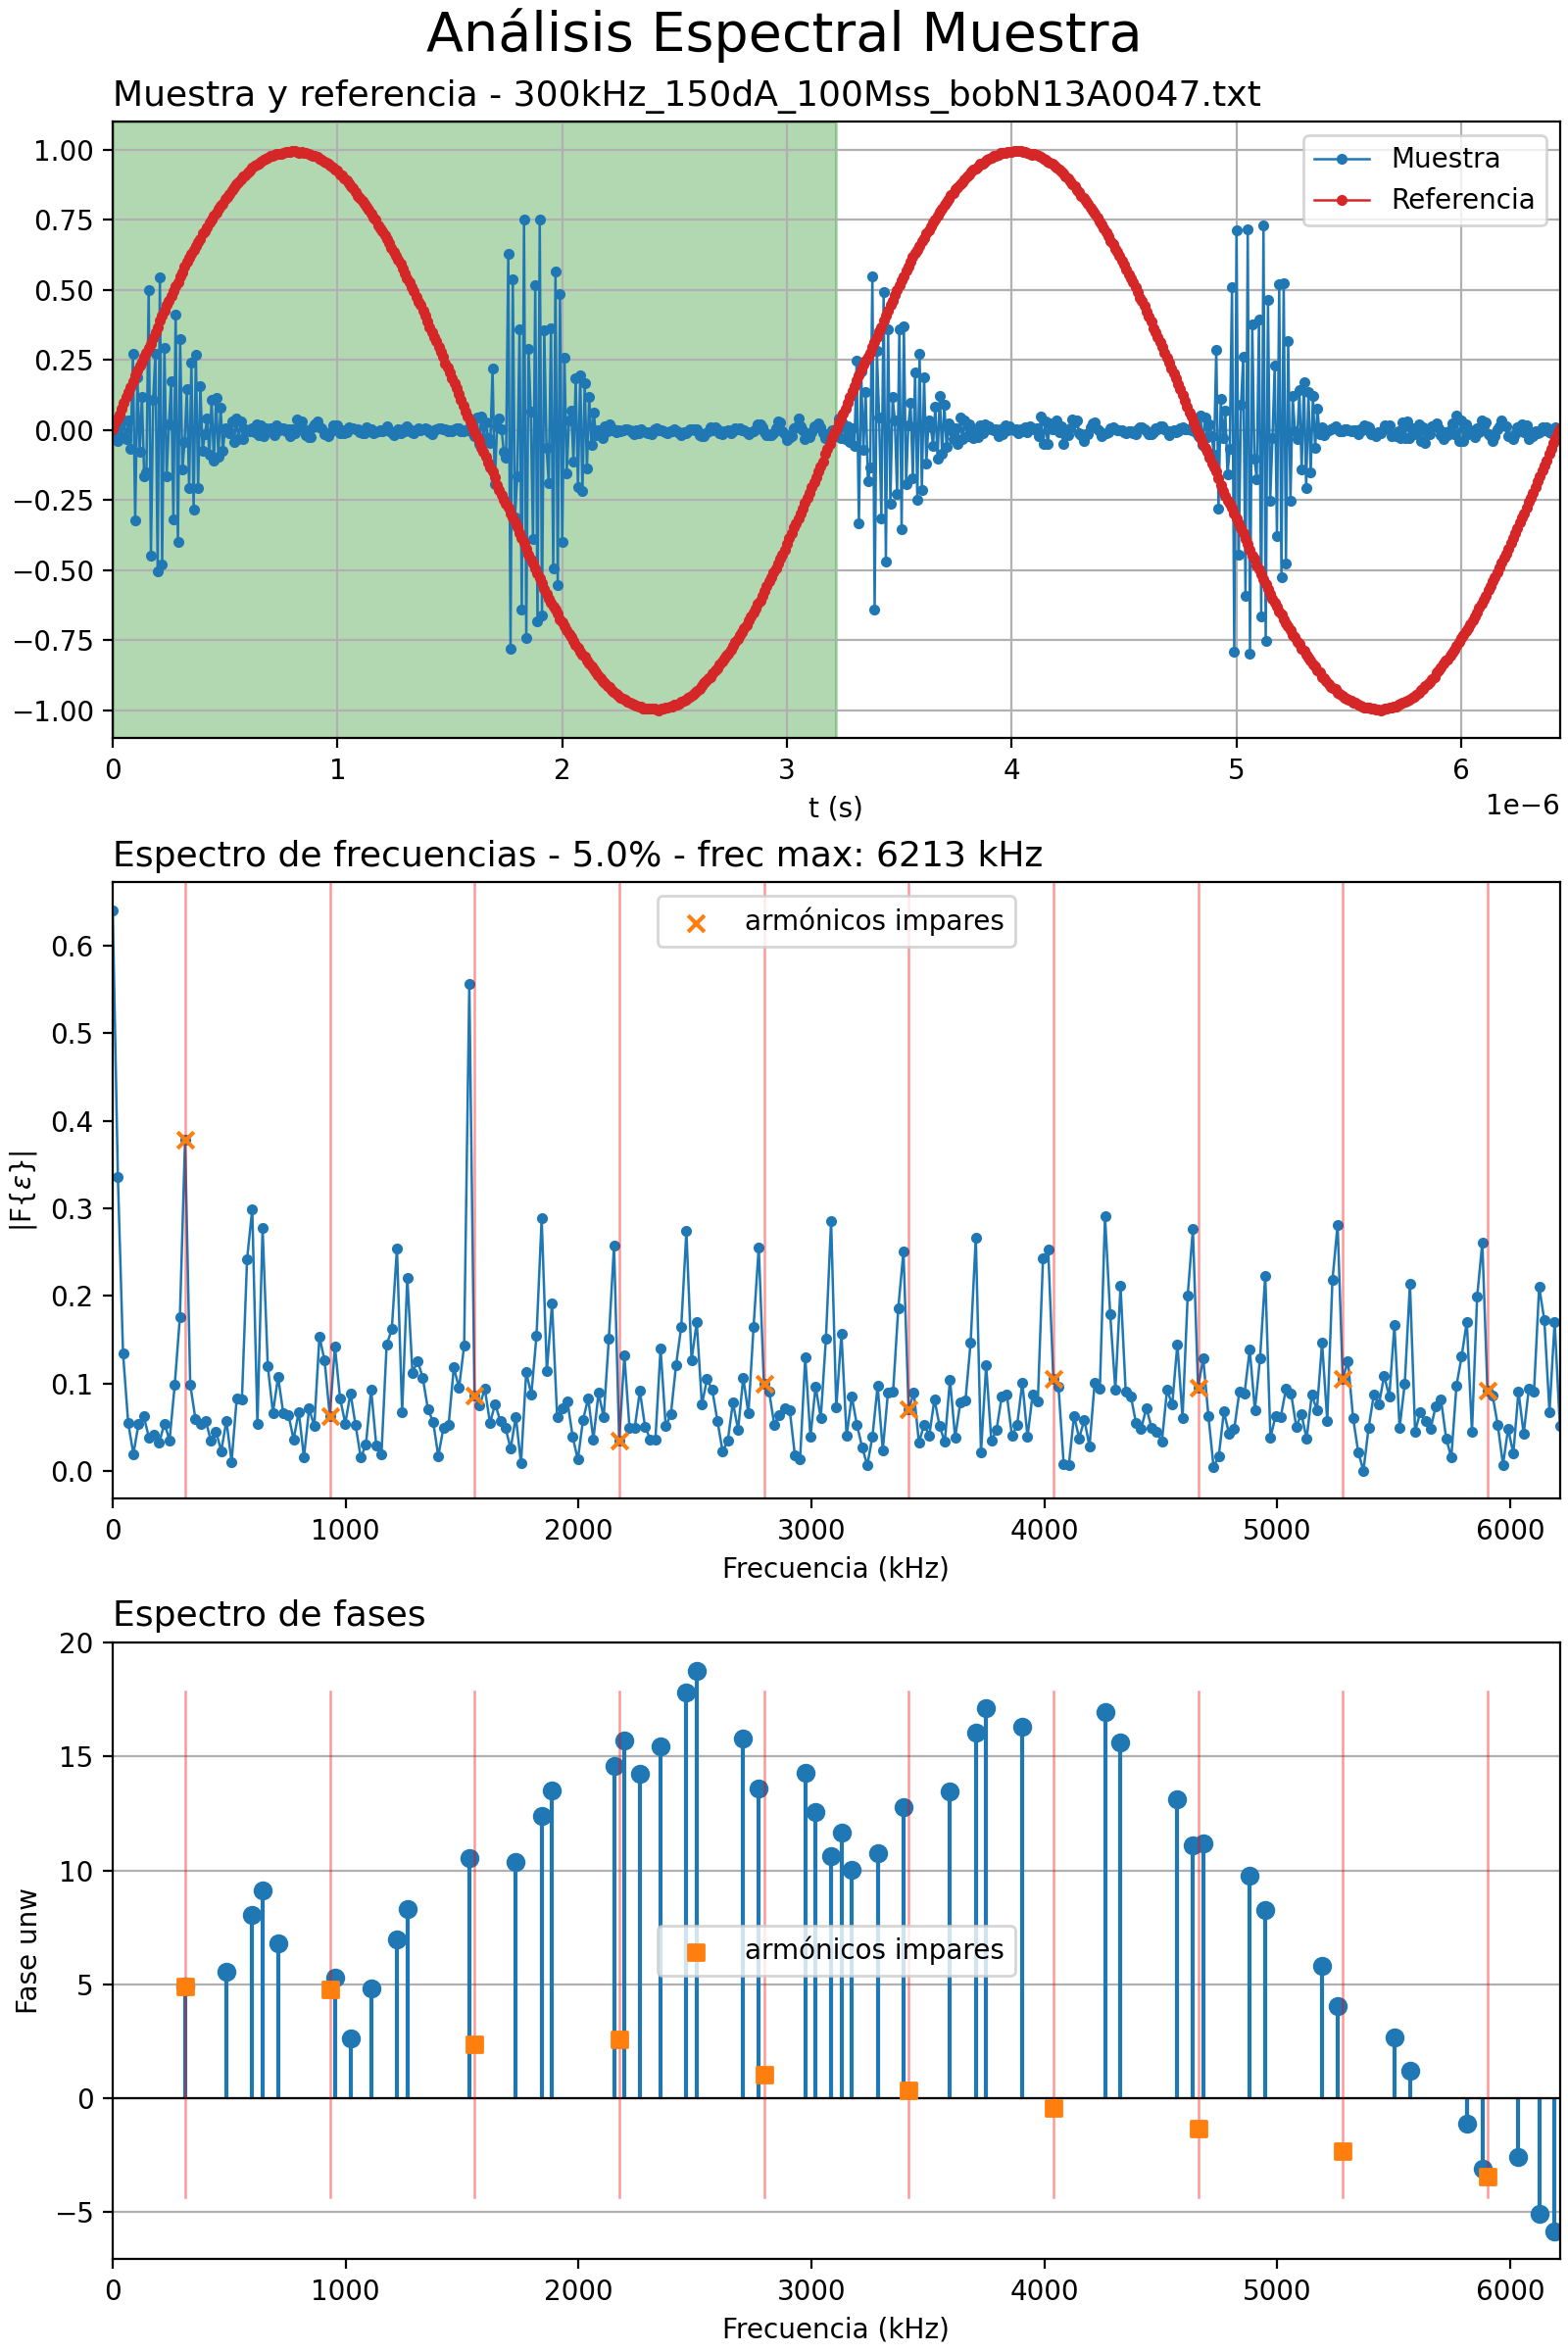 Análisis Espectral Muestra
Muestra y referencia - 300kHz_150dA_100Mss_bobN13A0047.txt
Muestra
Referencia
1.00
0.75
0.50
0.25
0.00
−0.25
−0.50
−0.75
−1.00
0 1 2 3 4 5 6
t (s)
1e−6
Espectro de frecuencias - 5.0% - frec max: 6213 kHz
armónicos impares
|F{ε}|
0.6
0.5
0.4
0.3
0.2
0.1
0.0
0 1000 2000 3000 4000 5000 6000
Frecuencia (kHz)
Espectro de fases
armónicos impares
Fase unw
20
15
10
5
0
−5
0 1000 2000 3000 4000 5000 6000
Frecuencia (kHz)